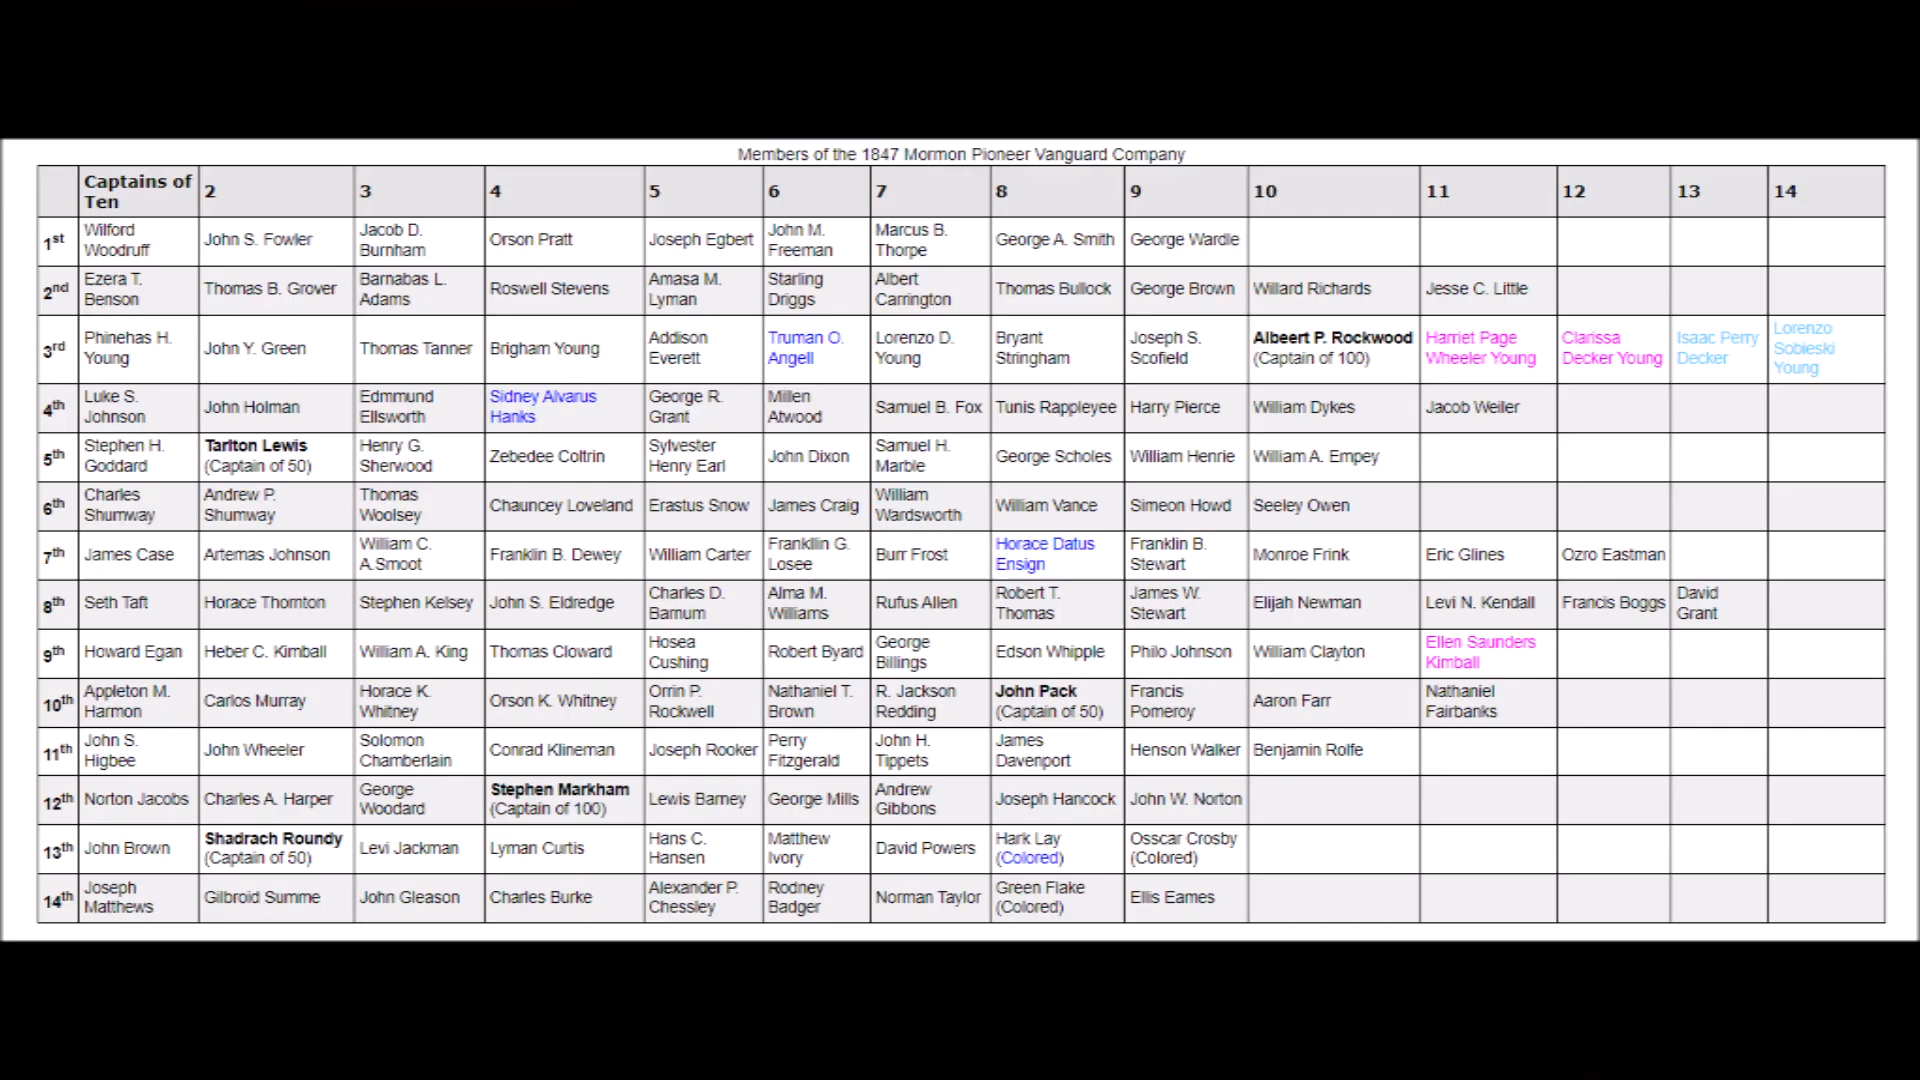 Members of the 1847 Mormon Pioneer Vanguard Company
Captains of Ten 2 3 4 5 6 7 8 9 10 11 12 13 14
1st Wilford Woodruff John S. Fowler Jacob D. Burnham Orson Pratt Joseph Egbert John M. Freeman Marcus B. Thorpe George A. Smith George Wardle
2nd Ezera T. Benson Thomas B. Grover Barnabas L. Adams Roswell Stevens Amasa M. Lyman Starling Driggs Albert Carrington Thomas Bullock George Brown Willard Richards Jesse C. Little
3rd Phinehas H. Young John Y. Green Thomas Tanner Brigham Young Addison Everett Truman O. Angell Lorenzo D. Young Bryant Stringham Joseph S. Scofield Albeert P. Rockwood (Captain of 100) Harriet Page Wheeler Young Clarissa Decker Young Isaac Perry Decker Lorenzo Sobieski Young
4th Luke S. Johnson John Holman Edmmund Ellsworth Sidney Alvarus Hanks George R. Grant Millen Atwood Samuel B. Fox Tunis Rappleyee Harry Pierce William Dykes Jacob Weiler
5th Stephen H. Goddard Tarlton Lewis (Captain of 50) Henry G. Sherwood Zebedee Coltrin Sylvester Henry Earl John Dixon Samuel H. Marble George Scholes William Henrie William A. Empey
6th Charles Shumway Andrew P. Shumway Thomas Woolsey Chauncey Loveland Erastus Snow James Craig William Wardsworth William Vance Simeon Howd Seeley Owen
7th James Case Artemas Johnson William C. A.Smoot Franklin B. Dewey William Carter Frankllin G. Losee Burr Frost Horace Datus Ensign Franklin B. Stewart Monroe Frink Eric Glines Ozro Eastman
8th Seth Taft Horace Thornton Stephen Kelsey John S. Eldredge Charles D. Barnum Alma M. Williams Rufus Allen Robert T. Thomas James W. Stewart Elijah Newman Levi N. Kendall Francis Boggs David Grant
9th Howard Egan Heber C. Kimball William A. King Thomas Cloward Hosea Cushing Robert Byard George Billings Edson Whipple Philo Johnson William Clayton Ellen Saunders Kimball
10th Appleton M. Harmon Carlos Murray Horace K. Whitney Orson K. Whitney Orrin P. Rockwell Nathaniel T. Brown R. Jackson Redding John Pack (Captain of 50) Francis Pomeroy Aaron Farr Nathaniel Fairbanks
11th John S. Higbee John Wheeler Solomon Chamberlain Conrad Klineman Joseph Rooker Perry Fitzgerald John H. Tippets James Davenport Henson Walker Benjamin Rolfe
12th Norton Jacobs Charles A. Harper George Woodard Stephen Markham (Captain of 100) Lewis Barney George Mills Andrew Gibbons Joseph Hancock John W. Norton
13th John Brown Shadrach Roundy (Captain of 50) Levi Jackman Lyman Curtis Hans C. Hansen Matthew Ivory David Powers Hark Lay (Colored) Osscar Crosby (Colored)
14th Joseph Matthews Gilbroid Summe John Gleason Charles Burke Alexander P. Chessley Rodney Badger Norman Taylor Green Flake (Colored) Ellis Eames